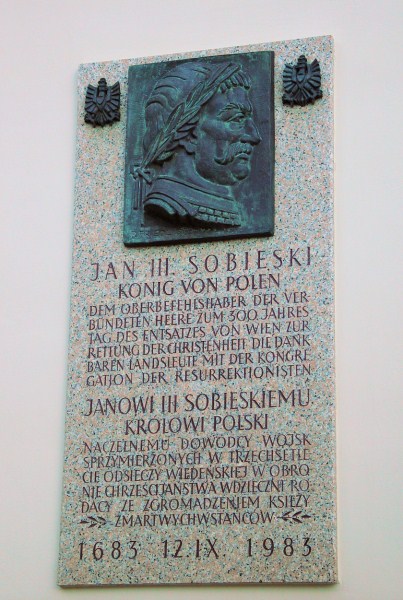 JAN III. SOBIESKI
KÖNIG VON POLEN
DEM OBERBEFEHLSHABER DER VER
BÜNDETEN HEERE ZUM 300 JAHRES
TAG DES ENTSATZES VON WIEN ZUR
RETTUNG DER CHRISTENHEIT DIE DANK
BAREN LANDSLEUTE MIT DER KONGRE
GATION DER RESURREKTIONISTEN
JANOWI III SOBIESKIEMU
KRÓLOWI POLSKI
NACZELNEMU DOWÓDCY WOJSK
SPRZYMIERZONYCH W TRZECHSETLE
CIE ODSIECZY WIEDEŃSKIEJ W OBRO
NIE CHRZEŚCIJAŃSTWA WDZIĘCZNI RO
DACY ZE ZGROMADZENIEM KSIĘŻY
ZMARTWYCHWSTAŃCÓW
1683 12.IX. 1983